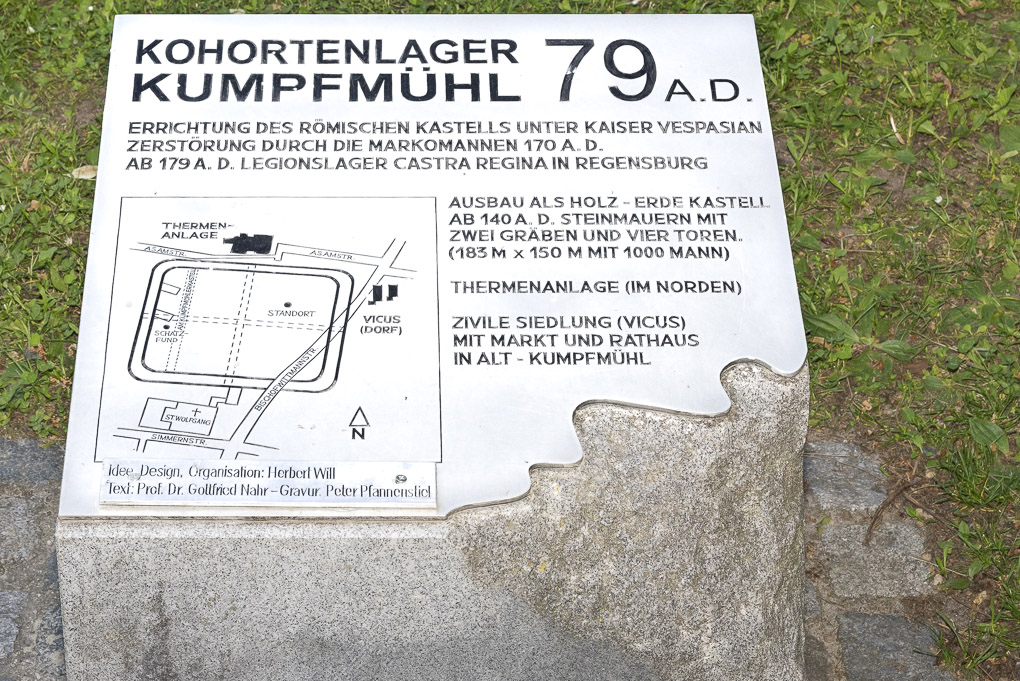 KOHORTENLAGER
KUMPFMÜHL
79 A.D.
ERRICHTUNG DES RÖMISCHEN KASTELLS UNTER KAISER VESPASIAN
ZERSTÖRUNG DURCH DIE MARKOMANNEN 170 A. D.
AB 179 A. D. LEGIONSLAGER CASTRA REGINA IN REGENSBURG
AUSBAU ALS HOLZ - ERDE KASTELL
AB 140 A. D. STEINMAUERN MIT
ZWEI GRÄBEN UND VIER TOREN.
(183 M x 150 M MIT 1000 MANN)
THERMENANLAGE (IM NORDEN)
ZIVILE SIEDLUNG (VICUS)
MIT MARKT UND RATHAUS
IN ALT - KUMPFMÜHL
THERMEN-
ANLAGE
ASAMSTR.
ASAMSTR.
STANDORT
VICUS
(DORF)
SCHATZ-
FUND
BISCHOFWITTMANNSTR
ST.WOLFGANG
SIMMERNSTR.
N
Idee, Design, Organisation: Herbert Will
Text: Prof. Dr. Gottfried Nahr - Gravur. Peter Pfannenstiel